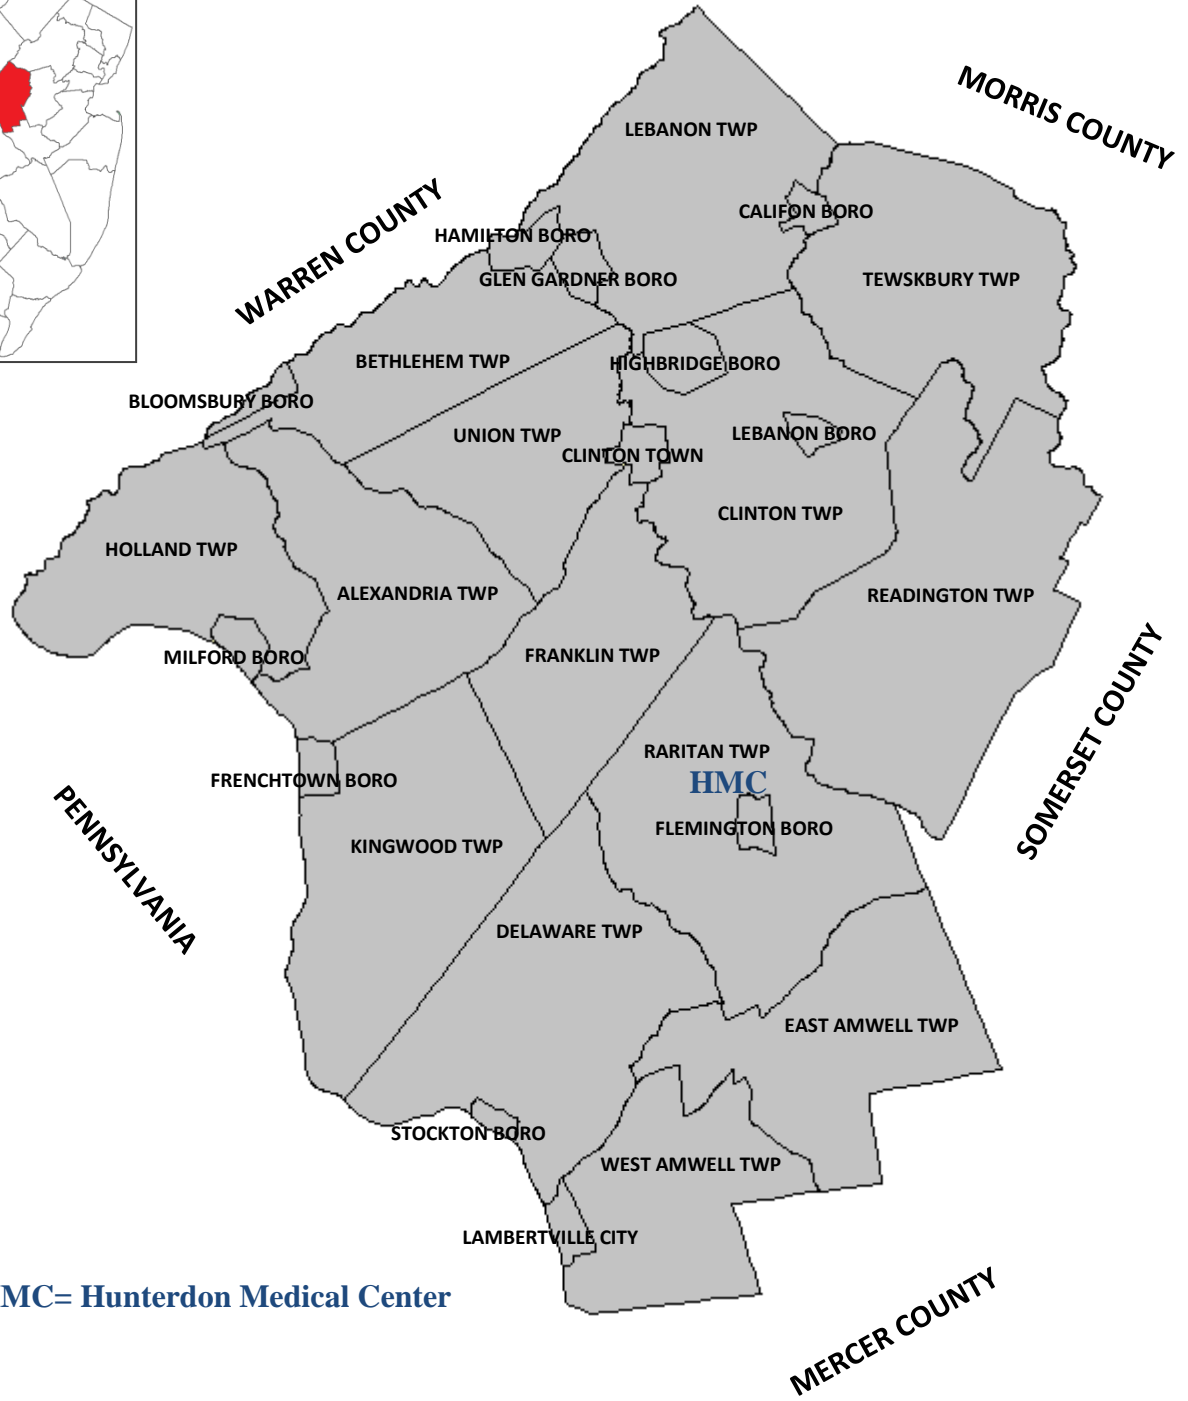 MORRIS COUNTY
LEBANON TWP
WARREN COUNTY
CALIFON BORO
HAMILTON BORO
GLEN GARDNER BORO
TEWSKBURY TWP
BETHLEHEM TWP
HIGHBRIDGE BORO
BLOOMSBURY BORO
UNION TWP
LEBANON BORO
CLINTON TOWN
CLINTON TWP
HOLLAND TWP
ALEXANDRIA TWP
READINGTON TWP
MILFORD BORO
FRANKLIN TWP
SOMERSET COUNTY
RARITAN TWP
HMC
FRENCHTOWN BORO
FLEMINGTON BORO
PENNSYLVANIA
KINGWOOD TWP
DELAWARE TWP
EAST AMWELL TWP
STOCKTON BORO
WEST AMWELL TWP
LAMBERTVILLE CITY
MC= Hunterdon Medical Center
MERCER COUNTY